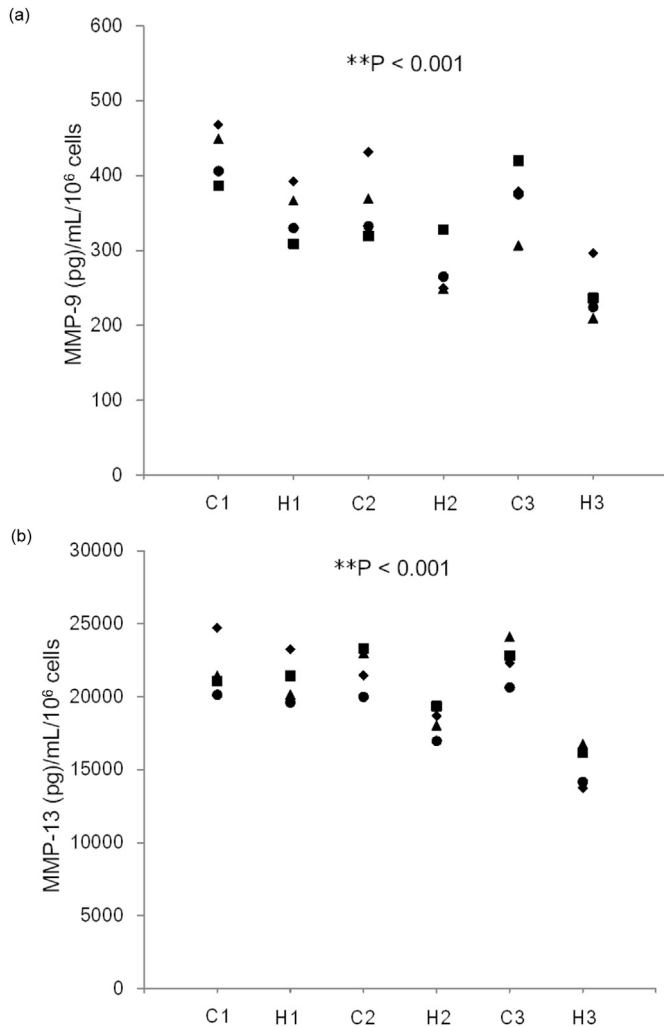 (a)
600
**P < 0.001
500
400
300
200
100
0
MMP-9 (pg)/mL/10⁶ cells
C1 H1 C2 H2 C3 H3
(b)
30000
**P < 0.001
25000
20000
15000
10000
5000
0
MMP-13 (pg)/mL/10⁶ cells
C1 H1 C2 H2 C3 H3